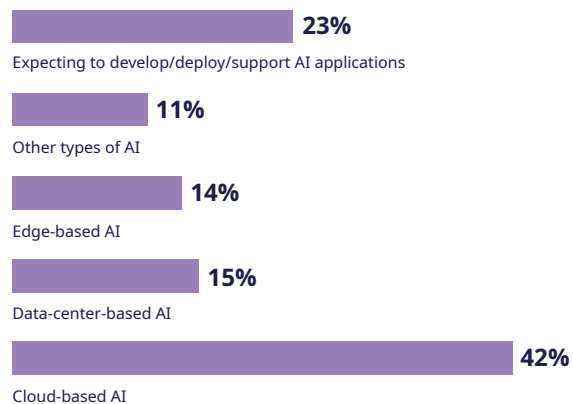 23%
Expecting to develop/deploy/support AI applications
11%
Other types of AI
14%
Edge-based AI
15%
Data-center-based AI
42%
Cloud-based AI